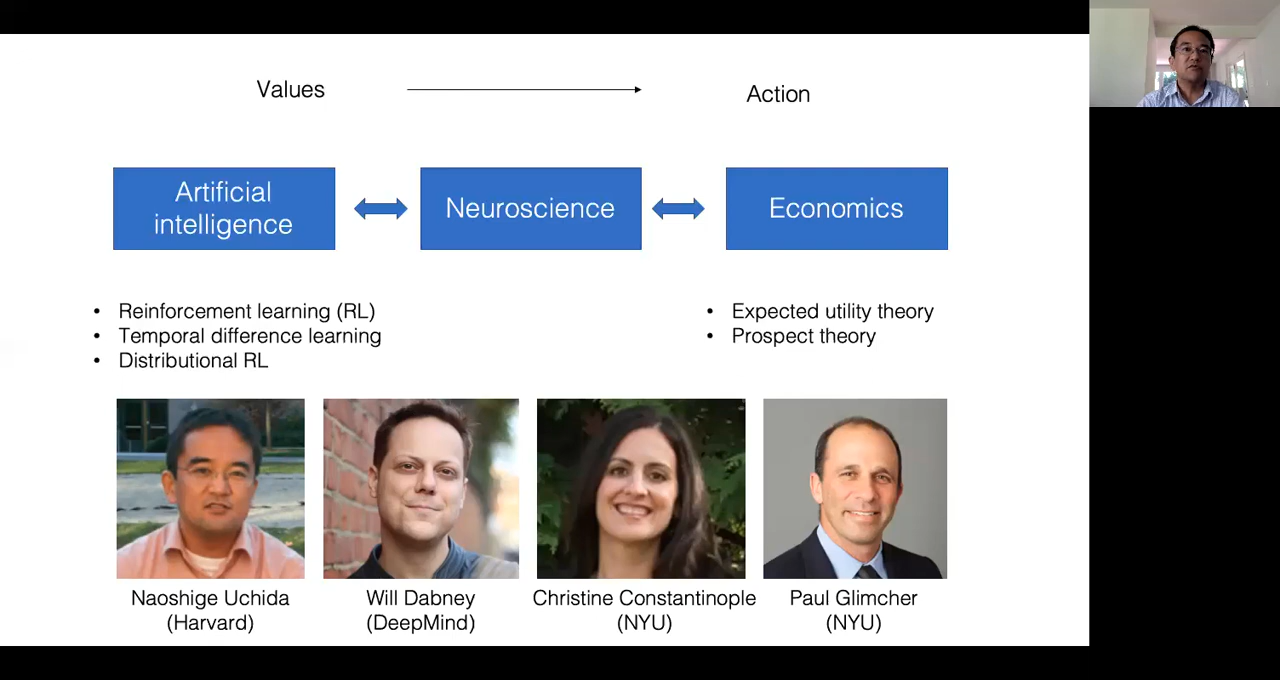 Values
Action
Artificial
intelligence
Neuroscience
Economics
• Reinforcement learning (RL)
• Temporal difference learning
• Distributional RL
• Expected utility theory
• Prospect theory
Naoshige Uchida
(Harvard)
Will Dabney
(DeepMind)
Christine Constantinople
(NYU)
Paul Glimcher
(NYU)